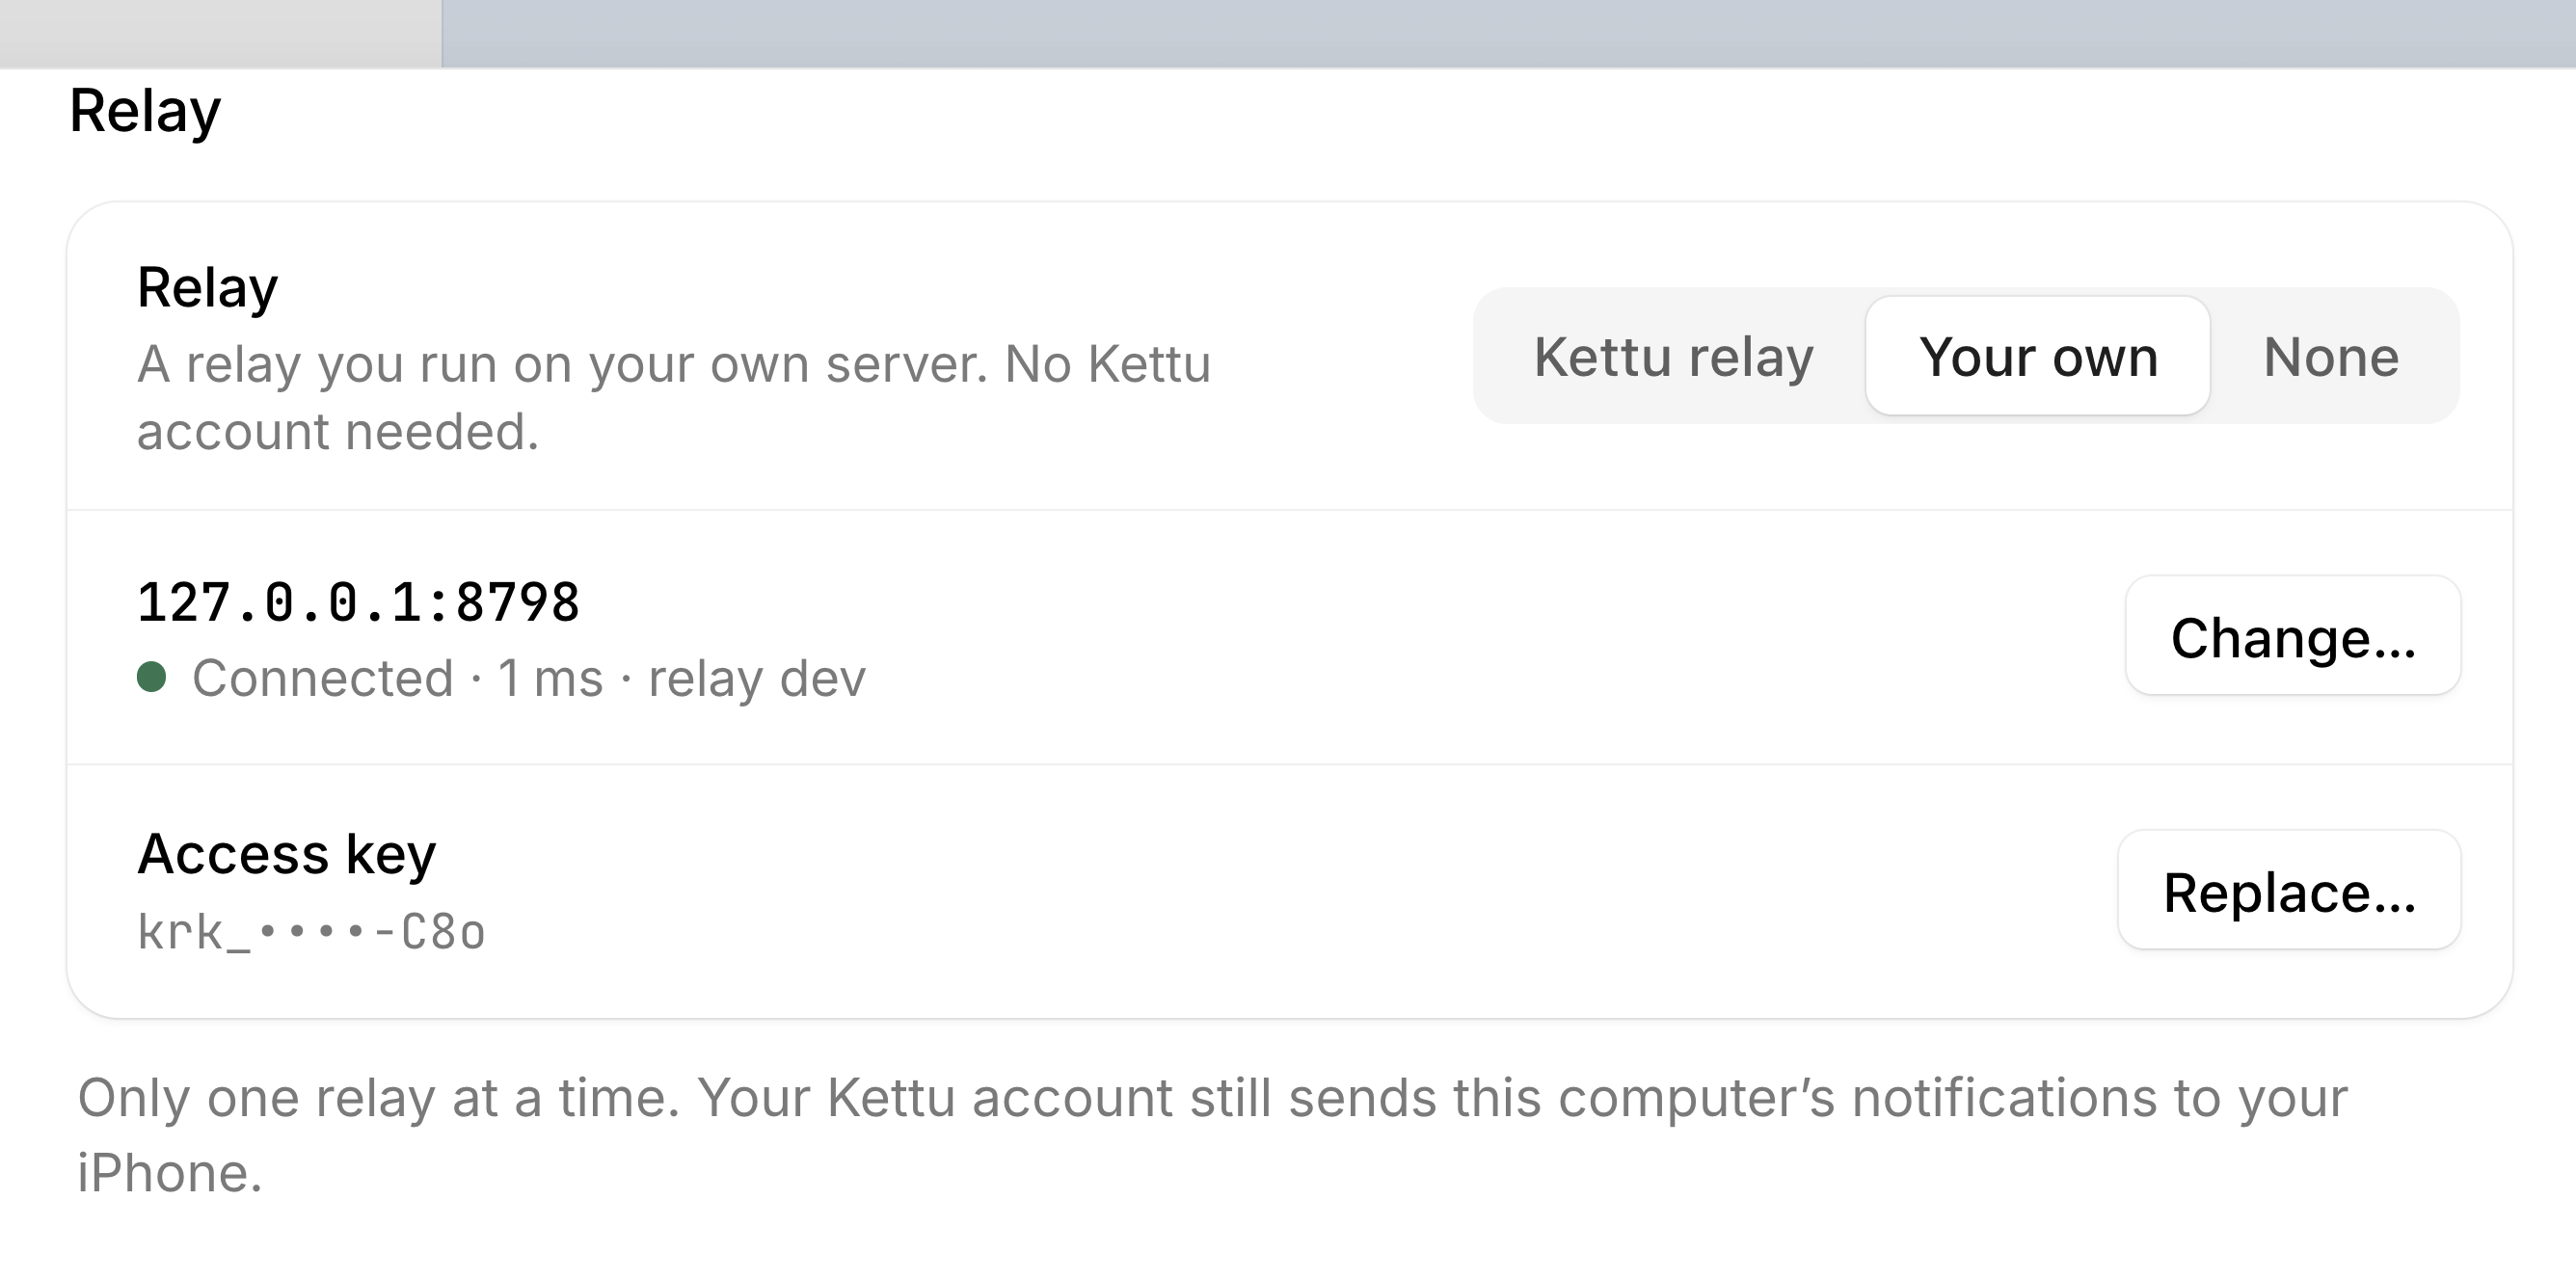 Relay
Relay
A relay you run on your own server. No Kettu
account needed.
Kettu relay
Your own
None
127.0.0.1:8798
Connected · 1 ms · relay dev
Change...
Access key
krk_••••-C8o
Replace...
Only one relay at a time. Your Kettu account still sends this computer’s notifications to your
iPhone.